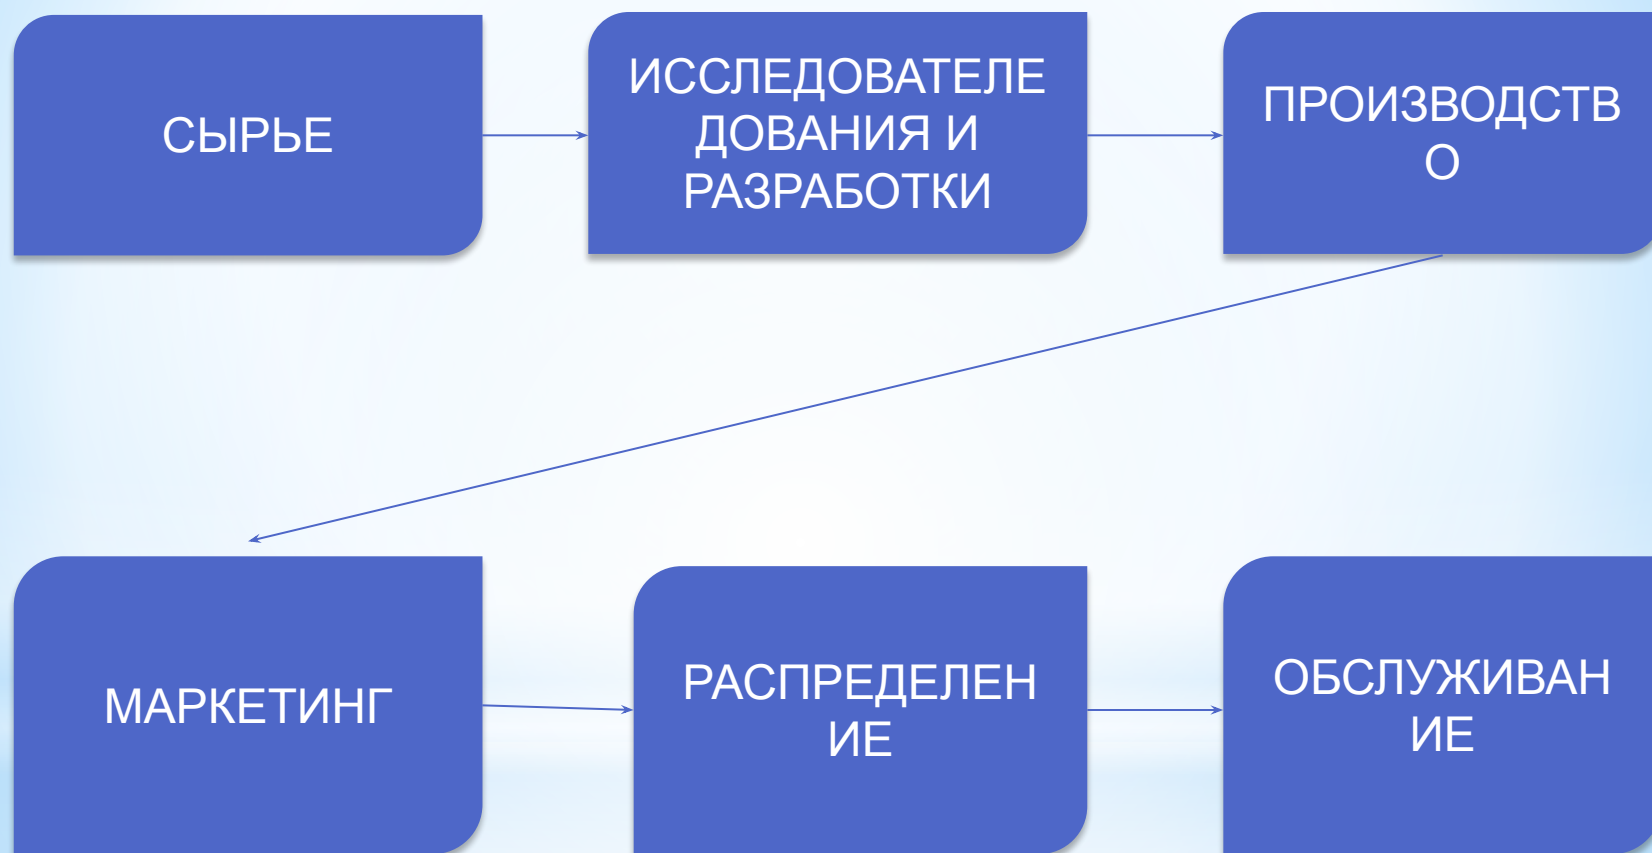 СЫРЬЕ
ИССЛЕДОВАТЕЛЕ
ДОВАНИЯ И
РАЗРАБОТКИ
ПРОИЗВОДСТВ
О
МАРКЕТИНГ
РАСПРЕДЕЛЕН
ИЕ
ОБСЛУЖИВАН
ИЕ